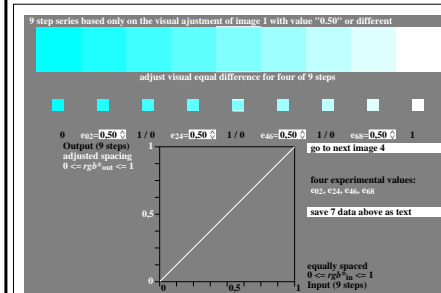 9 step series based only on the visual ajustment of image 1 with value "0.50" or different
adjust visual equal difference for four of 9 steps
0 e02=0,50 1 / 0 e24=0,50 1 / 0 e46=0,50 1 / 0 e68=0,50 1
Output (9 steps)
adjusted spacing
0 <= rgb*out <= 1
1
go to next image 4
four experimental values:
e02, e24, e46, e68
0,5
save 7 data above as text
equally spaced
0 <= rgb*in <= 1
Input (9 steps)
0
0 0,5 1